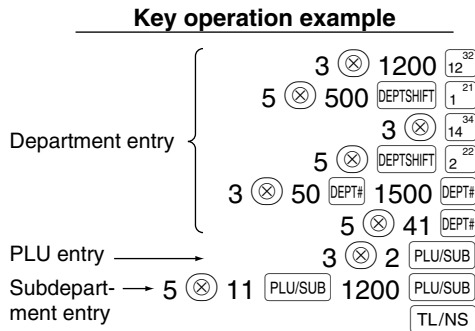 Key operation example
3 ⊗ 1200 12 32
5 ⊗ 500 DEPTSHIFT 1 21
3 ⊗ 14 34
Department entry
5 ⊗ DEPTSHIFT 2 22
3 ⊗ 50 DEPT# 1500 DEPT#
5 ⊗ 41 DEPT#
PLU entry → 3 ⊗ 2 PLU/SUB
Subdepart- → 5 ⊗ 11 PLU/SUB 1200 PLU/SUB
ment entry
TL/NS